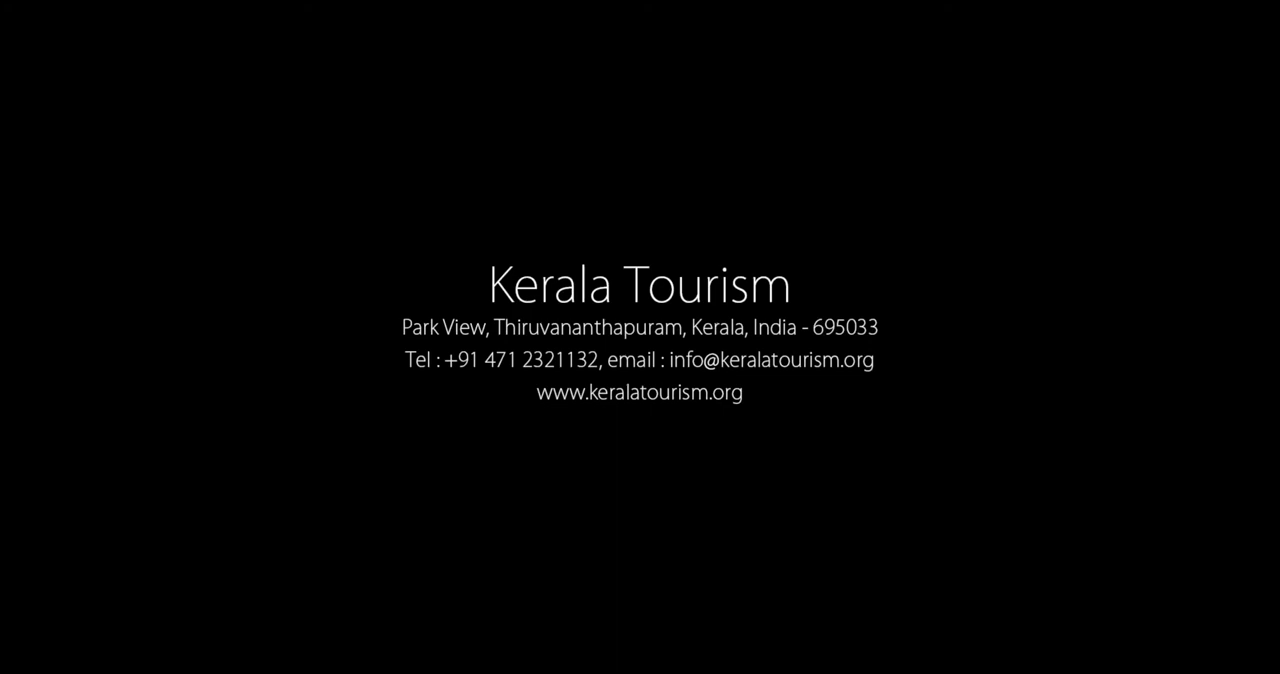 Kerala Tourism
Park View, Thiruvananthapuram, Kerala, India - 695033
Tel : +91 471 2321132, email : info@keralatourism.org
www.keralatourism.org